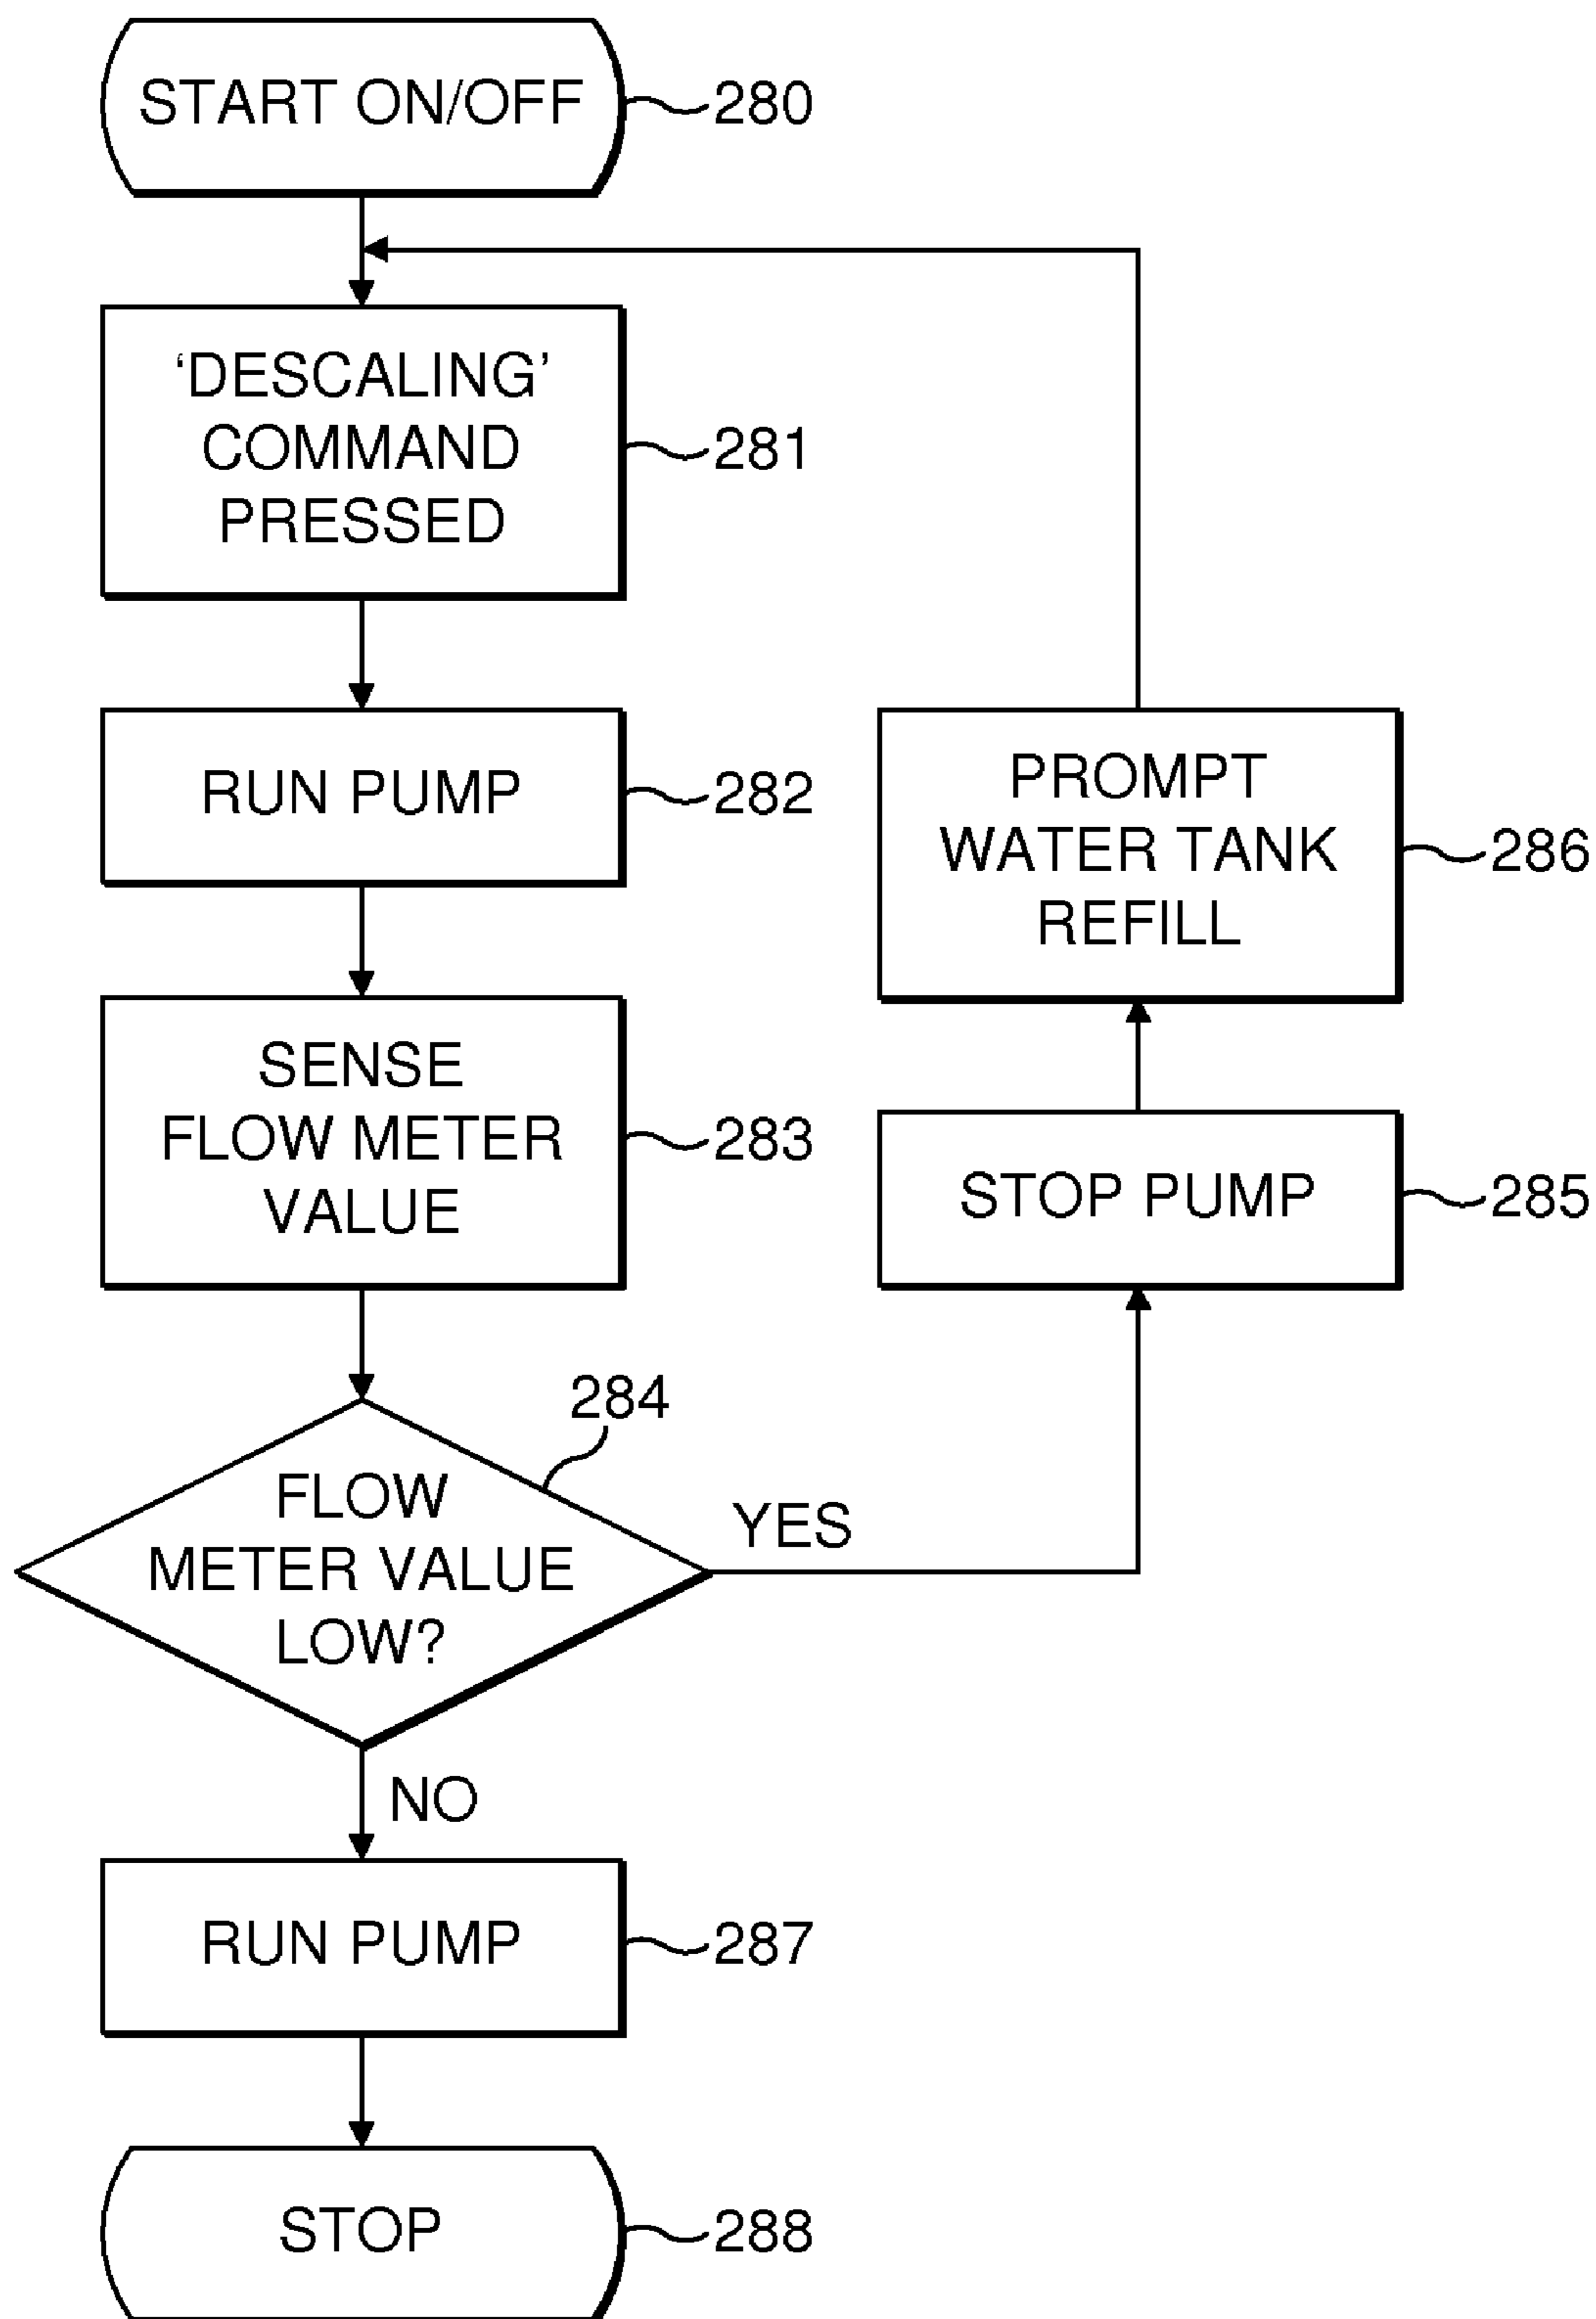 START ON/OFF
280
‘DESCALING’
COMMAND
PRESSED
281
RUN PUMP
282
SENSE
FLOW METER
VALUE
283
284
FLOW
METER VALUE
LOW?
YES
NO
STOP PUMP
285
PROMPT
WATER TANK
REFILL
286
RUN PUMP
287
STOP
288